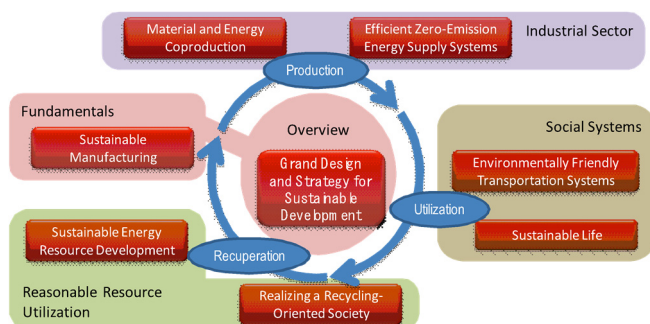 Material and Energy
Coproduction
Efficient Zero-Emission
Energy Supply Systems
Industrial Sector
Production
Fundamentals
Sustainable
Manufacturing
Overview
Grand Design
and Strategy for
Sustainable
Development
Social Systems
Environmentally Friendly
Transportation Systems
Utilization
Sustainable Life
Sustainable Energy
Resource Development
Recuperation
Reasonable Resource
Utilization
Realizing a Recycling-
Oriented Society